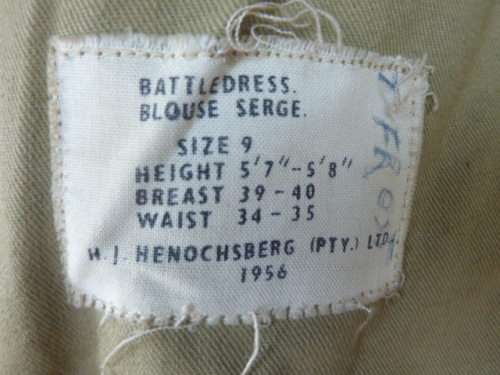 BATTLEDRESS.
BLOUSE SERGE.
SIZE 9
HEIGHT 5'7"-5'8"
BREAST 39-40
WAIST 34-35
H.J. HENOCHSBERG (PTY.) LTD.
1956